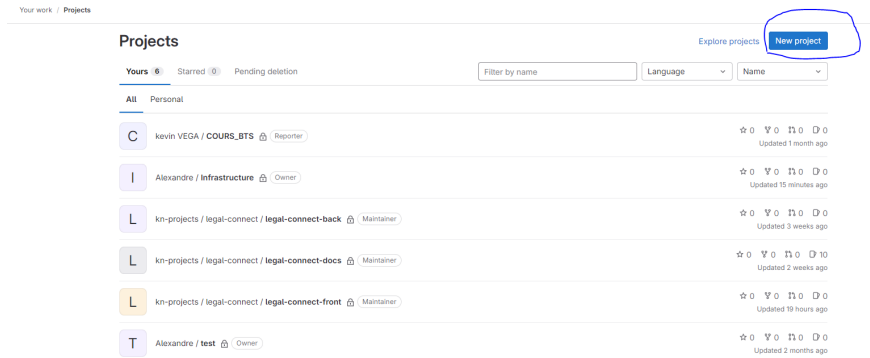 Your work / Projects
Projects
Explore projects
New project
Yours 6 Starred 0 Pending deletion
Filter by name
Language
Name
All Personal
C kevin VEGA / COURS_BTS Reporter 0 0 0 0
Updated 1 month ago
I Alexandre / Infrastructure Owner 0 0 0 0
Updated 15 minutes ago
L kn-projects / legal-connect / legal-connect-back Maintainer 0 0 0 0
Updated 3 weeks ago
L kn-projects / legal-connect / legal-connect-docs Maintainer 0 0 0 10
Updated 2 weeks ago
L kn-projects / legal-connect / legal-connect-front Maintainer 0 0 0 0
Updated 19 hours ago
T Alexandre / test Owner 0 0 0 0
Updated 2 months ago